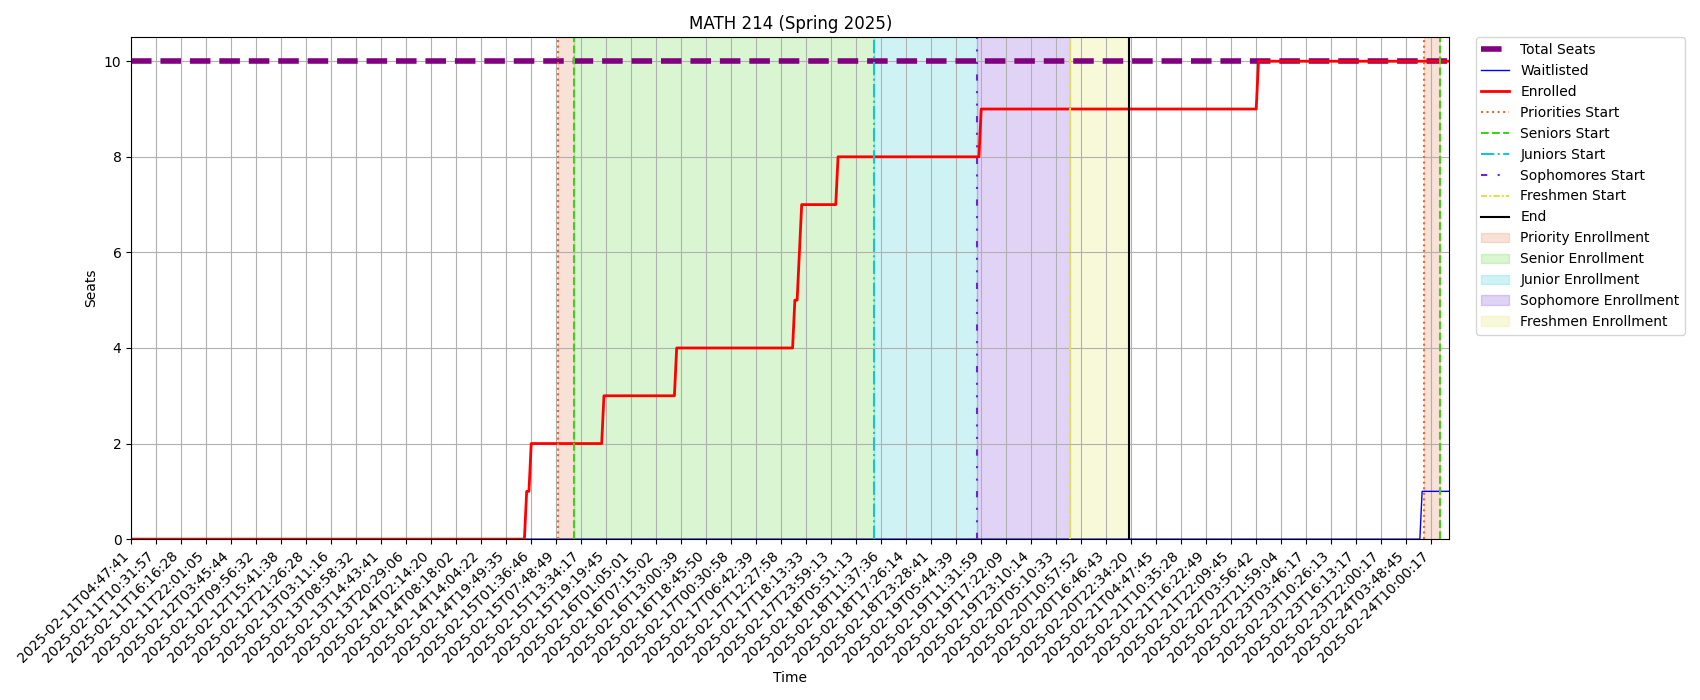 MATH 214 (Spring 2025)
10
8
6
4
2
0
Seats
2025-02-11T04:47:41
2025-02-11T10:31:57
2025-02-11T16:16:28
2025-02-11T22:01:05
2025-02-12T03:45:44
2025-02-12T09:56:32
2025-02-12T15:41:38
2025-02-12T21:26:28
2025-02-13T03:11:16
2025-02-13T08:58:32
2025-02-13T14:43:41
2025-02-13T20:29:06
2025-02-14T02:14:20
2025-02-14T08:18:02
2025-02-14T14:04:22
2025-02-14T19:49:35
2025-02-15T01:36:46
2025-02-15T07:48:49
2025-02-15T13:34:17
2025-02-15T19:19:45
2025-02-16T01:05:01
2025-02-16T07:15:02
2025-02-16T13:00:39
2025-02-16T18:45:50
2025-02-17T00:30:58
2025-02-17T06:42:39
2025-02-17T12:27:58
2025-02-17T18:13:33
2025-02-17T23:59:13
2025-02-18T05:51:13
2025-02-18T11:37:36
2025-02-18T17:26:14
2025-02-18T23:28:41
2025-02-19T05:44:39
2025-02-19T11:31:59
2025-02-19T17:22:09
2025-02-19T23:10:14
2025-02-20T05:10:33
2025-02-20T10:57:52
2025-02-20T16:46:43
2025-02-20T22:34:20
2025-02-21T04:47:45
2025-02-21T10:35:28
2025-02-21T16:22:49
2025-02-21T22:09:45
2025-02-22T03:56:42
2025-02-22T21:59:04
2025-02-23T03:46:17
2025-02-23T10:26:13
2025-02-23T16:13:17
2025-02-23T22:00:17
2025-02-24T03:48:45
2025-02-24T10:00:17
Time
Total Seats
Waitlisted
Enrolled
Priorities Start
Seniors Start
Juniors Start
Sophomores Start
Freshmen Start
End
Priority Enrollment
Senior Enrollment
Junior Enrollment
Sophomore Enrollment
Freshmen Enrollment